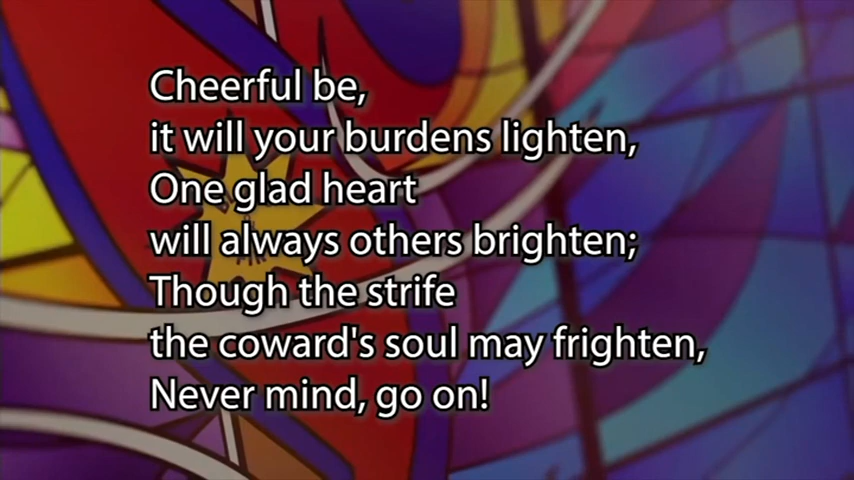 Cheerful be,
it will your burdens lighten,
One glad heart
will always others brighten;
Though the strife
the coward's soul may frighten,
Never mind, go on!